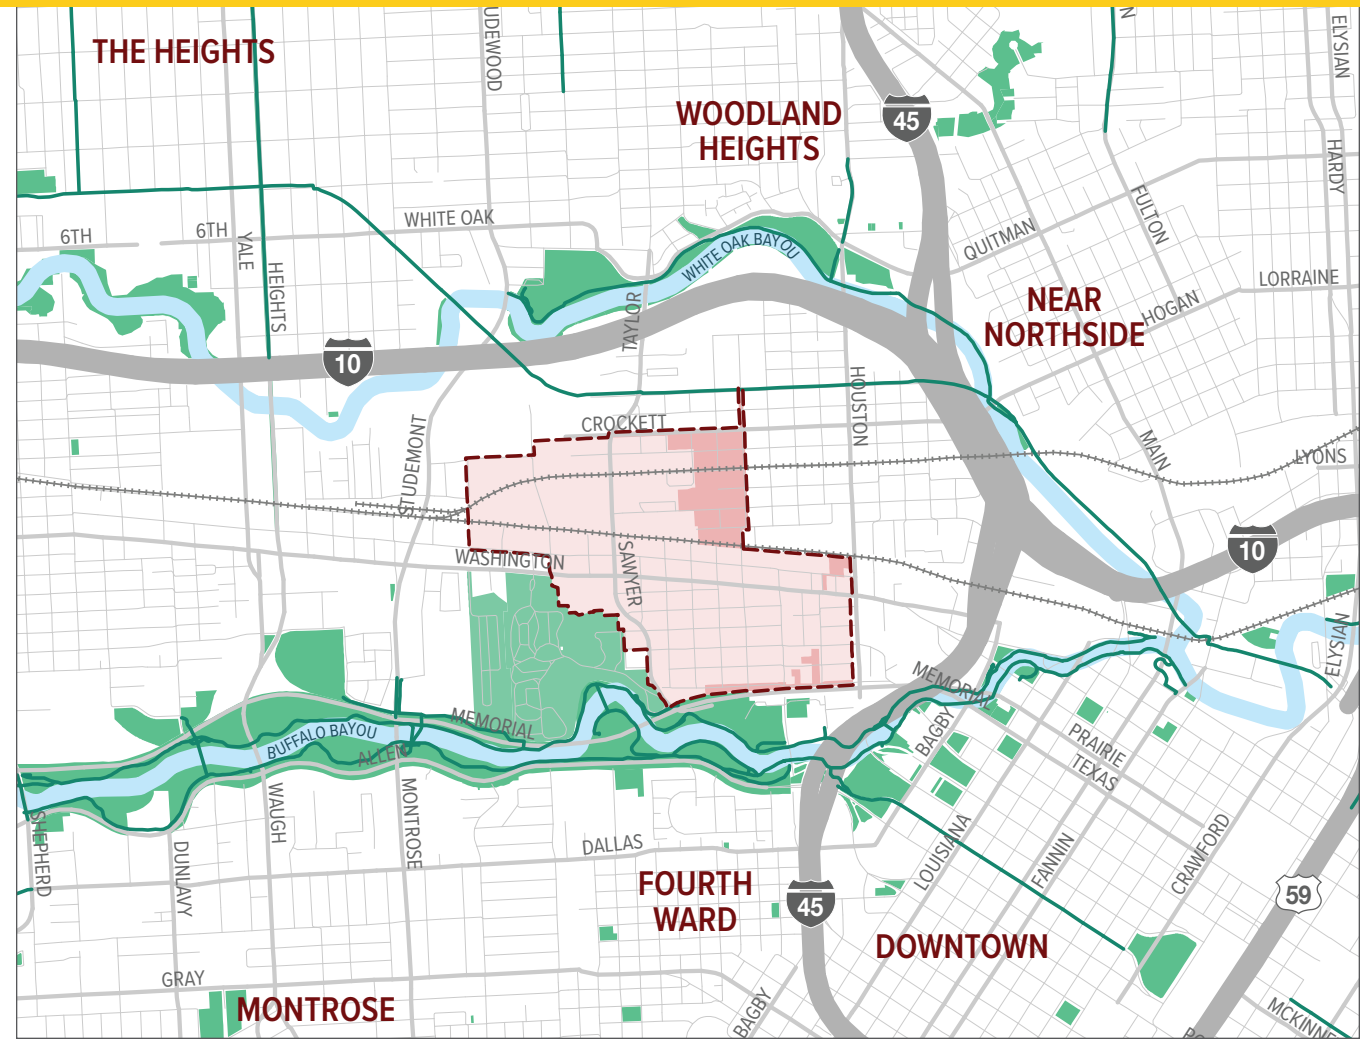 THE HEIGHTS
UDEWOOD
N
ELYSIAN
WOODLAND
HEIGHTS
45
HARDY
FULTON
WHITE OAK
6TH
6TH
YALE
HEIGHTS
QUITMAN
WHITE OAK BAYOU
LORRAINE
NEAR
NORTHSIDE
HOGAN
TAYLOR
10
HOUSTON
CROCKETT
STUDEMONT
MAIN
LYONS
10
WASHINGTON
SAWYER
ELYSIAN
MEMORIAL
MEMORIAL
BUFFALO BAYOU
ALLEN
BAGBY
PRAIRIE
TEXAS
SHEPHERD
WAUGH
MONTROSE
DUNLAVY
DALLAS
LOUISIANA
FANNIN
CRAWFORD
FOURTH
WARD
45
59
DOWNTOWN
GRAY
MONTROSE
BAGBY
MCKINNE